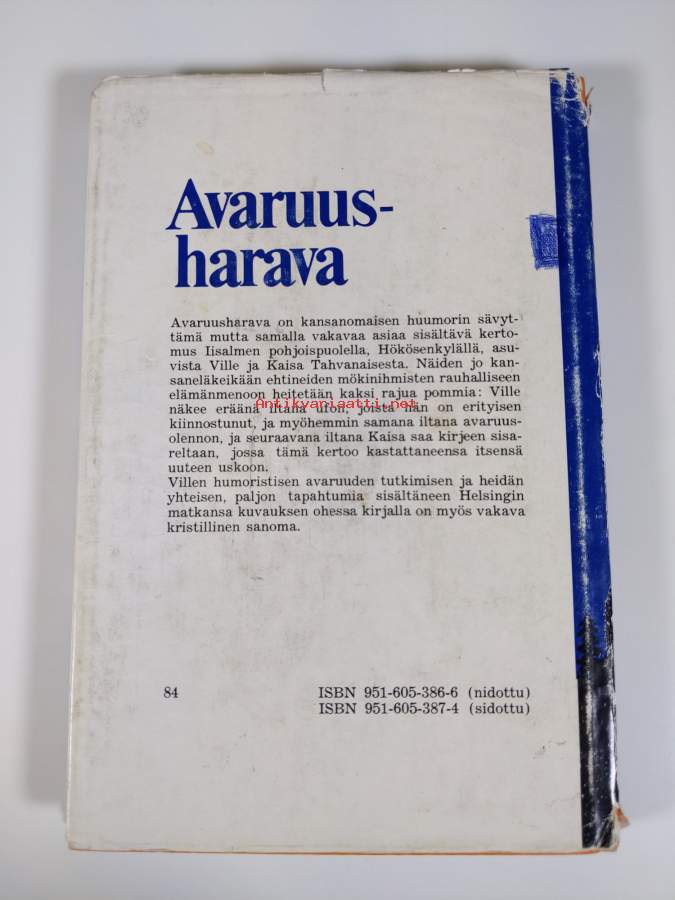 Avaruus-
harava
Avaruusharava on kansanomaisen huumorin sävyt-
tämä mutta samalla vakavaa asiaa sisältävä kerto-
mus Iisalmen pohjoispuolella, Hökösenkylällä, asu-
vista Ville ja Kaisa Tahvanaisesta. Näiden jo kan-
saneläkeikään ehtineiden mökinihmisten rauhalliseen
elämänmenoon heitetään kaksi rajua pommia: Ville
näkee eräänä iltana ufon, joista hän on erityisen
Antikvariaatti.net
kiinnostunut, ja myöhemmin samana iltana avaruus-
olennon, ja seuraavana iltana Kaisa saa kirjeen sisa-
reltaan, jossa tämä kertoo kastattaneensa itsensä
uuteen uskoon.
Villen humoristisen avaruuden tutkimisen ja heidän
yhteisen, paljon tapahtumia sisältäneen Helsingin
matkansa kuvauksen ohessa kirjalla on myös vakava
kristillinen sanoma.
84
ISBN 951-605-386-6 (nidottu)
ISBN 951-605-387-4 (sidottu)